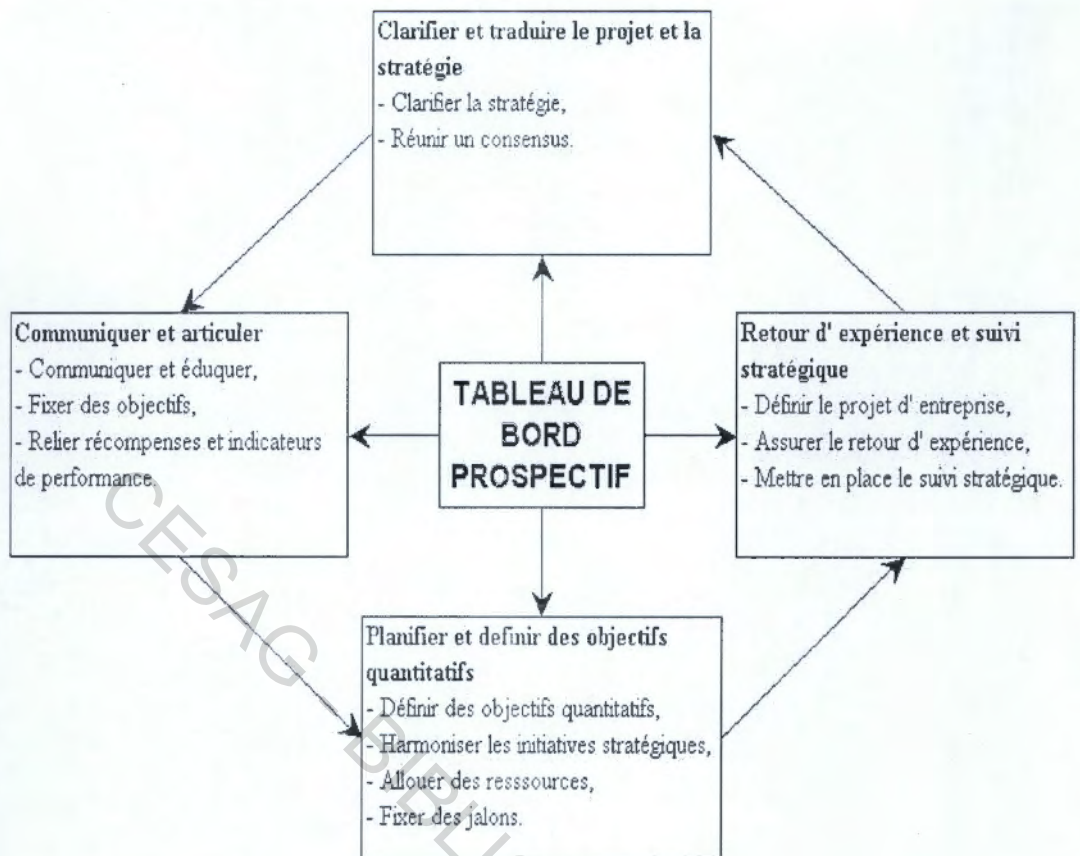 Clarifier et traduire le projet et la
stratégie
- Clarifier la stratégie,
- Réunir un consensus.
Communiquer et articuler
- Communiquer et éduquer,
- Fixer des objectifs,
- Relier récompenses et indicateurs
de performance.
TABLEAU DE
BORD
PROSPECTIF
Retour d' expérience et suivi
stratégique
- Définir le projet d' entreprise,
- Assurer le retour d' expérience,
- Mettre en place le suivi stratégique.
Planifier et definir des objectifs
quantitatifs
- Définir des objectifs quantitatifs,
- Harmoniser les initiatives stratégiques,
- Allouer des resssources,
- Fixer des jalons.
CESAG - BIBLI